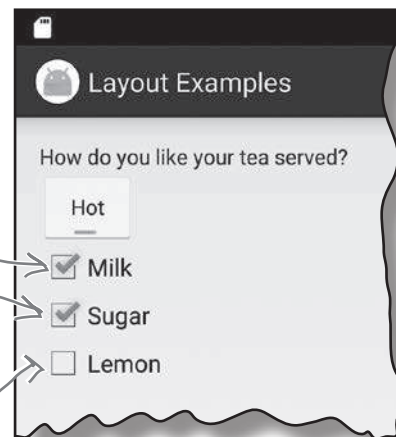 Layout Examples
How do you like your tea served?
Hot
Milk
Sugar
Lemon